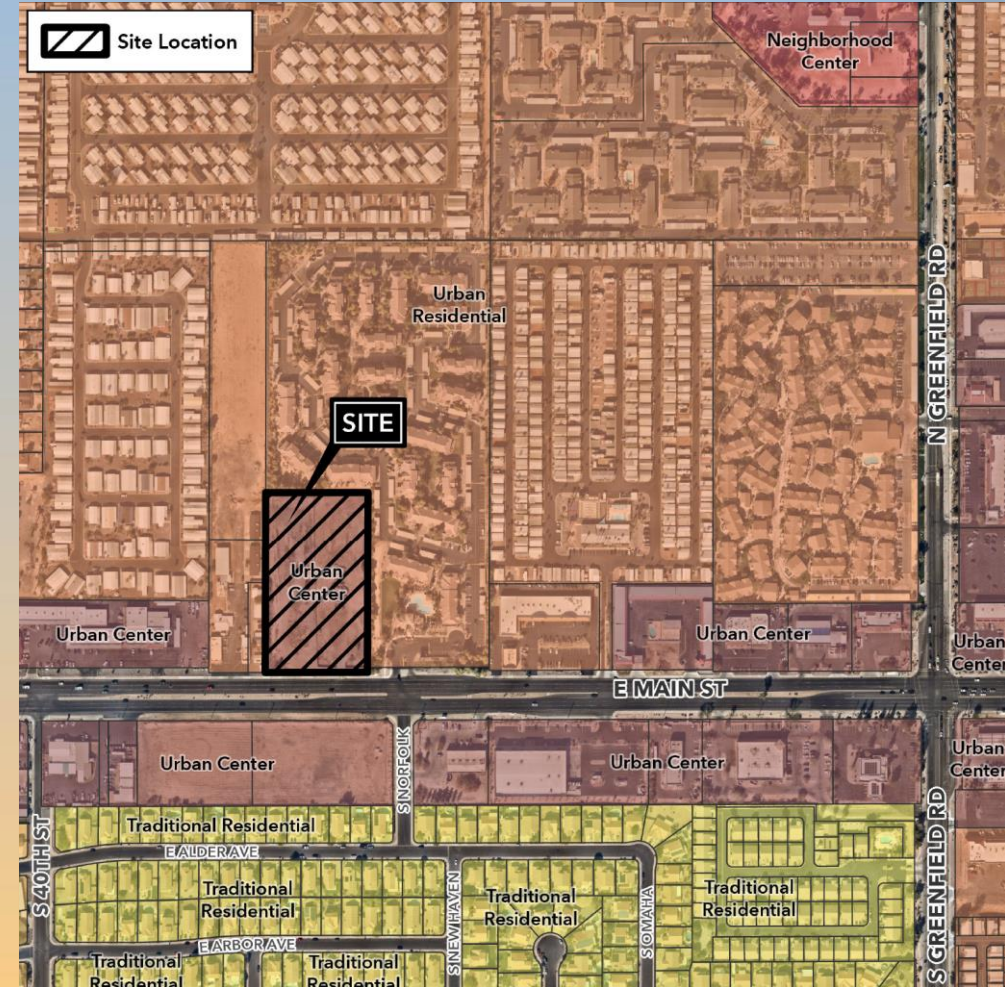 Site Location
Neighborhood
Center
N GREENFIELD RD
Urban
Residential
SITE
Urban
Center
Urban Center
Urban Center
Urban
Center
E MAIN ST
Urban Center
S NORFOLK
Urban Center
Urban
Center
S 40TH ST
Traditional Residential
E ALDER AVE
Traditional
Residential
S NEW HAVEN
Traditional
Residential
S OMAHA
Traditional
Residential
S GREENFIELD RD
E ARBOR AVE
Traditional
Residential
Traditional
Residential